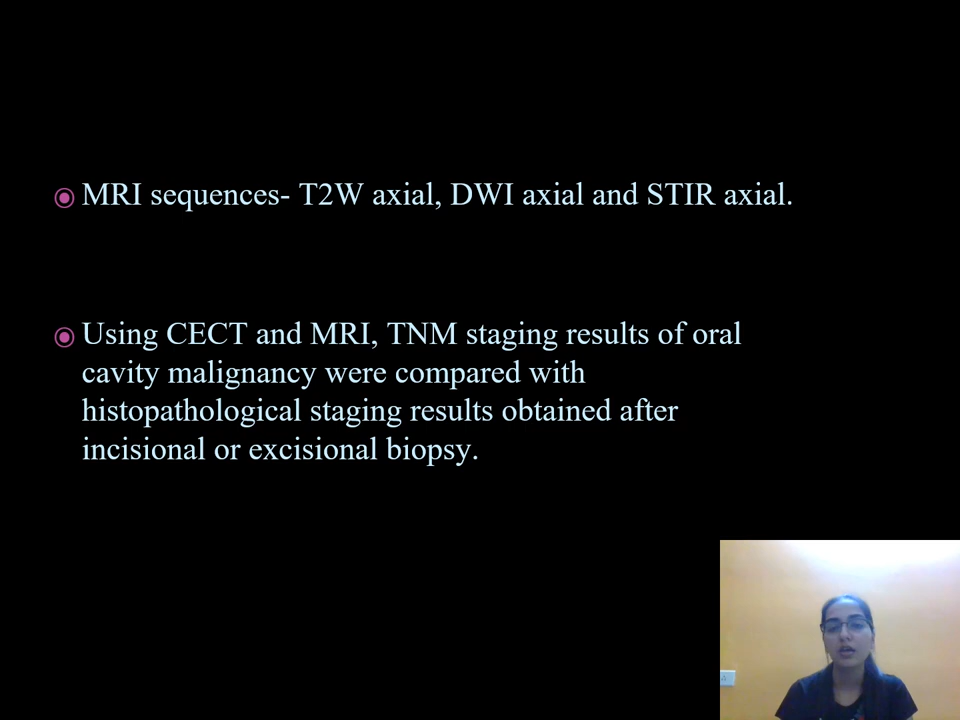 MRI sequences- T2W axial, DWI axial and STIR axial.
Using CECT and MRI, TNM staging results of oral
cavity malignancy were compared with
histopathological staging results obtained after
incisional or excisional biopsy.